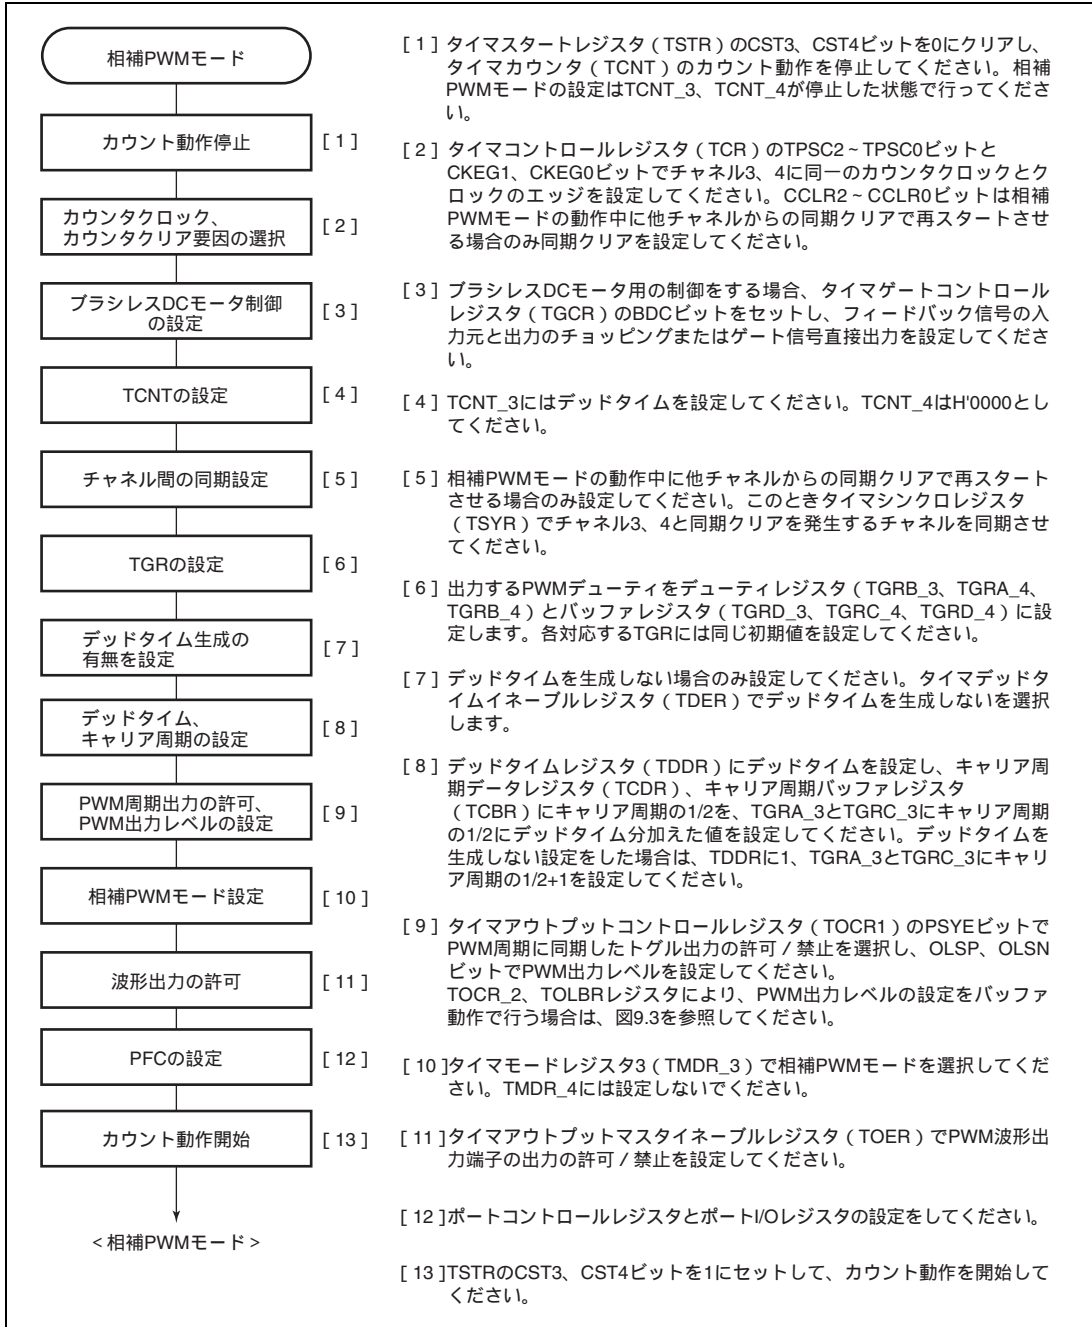 相補PWMモード
カウント動作停止
[ 1 ]
カウンタクロック、
カウンタクリア要因の選択
[ 2 ]
ブラシレスDCモータ制御
の設定
[ 3 ]
TCNTの設定
[ 4 ]
チャネル間の同期設定
[ 5 ]
TGRの設定
[ 6 ]
デッドタイム生成の
有無を設定
[ 7 ]
デッドタイム、
キャリア周期の設定
[ 8 ]
PWM周期出力の許可、
PWM出力レベルの設定
[ 9 ]
相補PWMモード設定
[ 10 ]
波形出力の許可
[ 11 ]
PFCの設定
[ 12 ]
カウント動作開始
[ 13 ]
<相補PWMモード>
[ 1 ] タイマスタートレジスタ(TSTR)のCST3、CST4ビットを0にクリアし、
タイマカウンタ(TCNT)のカウント動作を停止してください。相補
PWMモードの設定はTCNT_3、TCNT_4が停止した状態で行ってくださ
い。
[ 2 ] タイマコントロールレジスタ(TCR)のTPSC2~TPSC0ビットと
CKEG1、CKEG0ビットでチャネル3、4に同一のカウンタクロックとク
ロックのエッジを設定してください。CCLR2~CCLR0ビットは相補
PWMモードの動作中に他チャネルからの同期クリアで再スタートさせ
る場合のみ同期クリアを設定してください。
[ 3 ] ブラシレスDCモータ用の制御をする場合、タイマゲートコントロール
レジスタ(TGCR)のBDCビットをセットし、フィードバック信号の入
力元と出力のチョッピングまたはゲート信号直接出力を設定してくださ
い。
[ 4 ] TCNT_3にはデッドタイムを設定してください。TCNT_4はH'0000とし
てください。
[ 5 ] 相補PWMモードの動作中に他チャネルからの同期クリアで再スタート
させる場合のみ設定してください。このときタイマシンクロレジスタ
(TSYR)でチャネル3、4と同期クリアを発生するチャネルを同期させ
てください。
[ 6 ] 出力するPWMデューティをデューティレジスタ(TGRB_3、TGRA_4、
TGRB_4)とバッファレジスタ(TGRD_3、TGRC_4、TGRD_4)に設
定します。各対応するTGRには同じ初期値を設定してください。
[ 7 ] デッドタイムを生成しない場合のみ設定してください。タイマデッドタ
イムイネーブルレジスタ(TDER)でデッドタイムを生成しないを選択
します。
[ 8 ] デッドタイムレジスタ(TDDR)にデッドタイムを設定し、キャリア周
期データレジスタ(TCDR)、キャリア周期バッファレジスタ
(TCBR)にキャリア周期の1/2を、TGRA_3とTGRC_3にキャリア周期
の1/2にデッドタイム分加えた値を設定してください。デッドタイムを
生成しない設定をした場合は、TDDRに1、TGRA_3とTGRC_3にキャリ
ア周期の1/2+1を設定してください。
[ 9 ] タイマアウトプットコントロールレジスタ(TOCR1)のPSYEビットで
PWM周期に同期したトグル出力の許可/禁止を選択し、OLSP、OLSN
ビットでPWM出力レベルを設定してください。
TOCR_2、TOLBRレジスタにより、PWM出力レベルの設定をバッファ
動作で行う場合は、図9.3を参照してください。
[ 10 ]タイマモードレジスタ3(TMDR_3)で相補PWMモードを選択してくだ
さい。TMDR_4には設定しないでください。
[ 11 ]タイマアウトプットマスタイネーブルレジスタ(TOER)でPWM波形出
力端子の出力の許可/禁止を設定してください。
[ 12 ]ポートコントロールレジスタとポートI/Oレジスタの設定をしてください。
[ 13 ]TSTRのCST3、CST4ビットを1にセットして、カウント動作を開始して
ください。